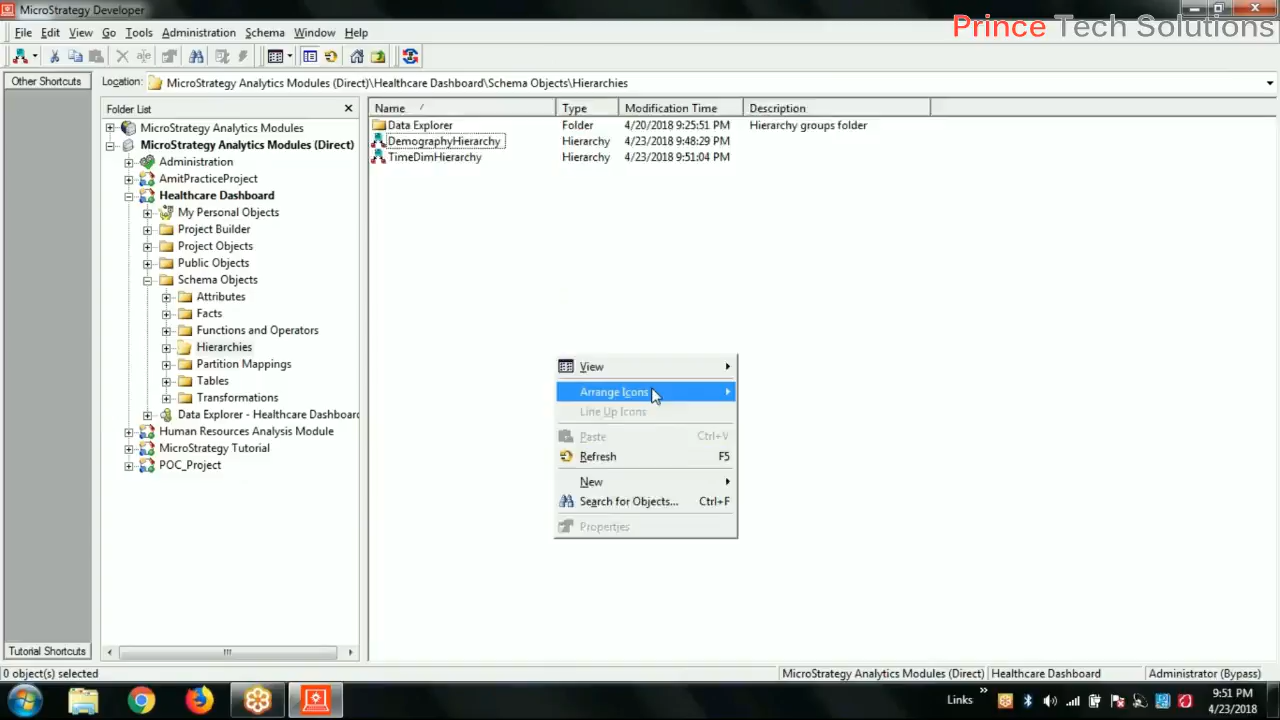 MicroStrategy Developer
Prince Tech Solutions
File Edit View Go Tools Administration Schema Window Help
Other Shortcuts
Location: MicroStrategy Analytics Modules (Direct)\Healthcare Dashboard\Schema Objects\Hierarchies
Folder List
Name Type Modification Time Description
Data Explorer Folder 4/20/2018 9:25:51 PM Hierarchy groups folder
DemographyHierarchy Hierarchy 4/23/2018 9:48:29 PM
TimeDimHierarchy Hierarchy 4/23/2018 9:51:04 PM
MicroStrategy Analytics Modules
MicroStrategy Analytics Modules (Direct)
Administration
AmitPracticeProject
Healthcare Dashboard
My Personal Objects
Project Builder
Project Objects
Public Objects
Schema Objects
Attributes
Facts
Functions and Operators
Hierarchies
Partition Mappings
Tables
Transformations
Data Explorer - Healthcare Dashboard
Human Resources Analysis Module
MicroStrategy Tutorial
POC_Project
View
Arrange Icons
Line Up Icons
Paste Ctrl+V
Refresh F5
New
Search for Objects... Ctrl+F
Properties
Tutorial Shortcuts
0 object(s) selected
MicroStrategy Analytics Modules (Direct) Healthcare Dashboard Administrator (Bypass)
Links
9:51 PM
4/23/2018